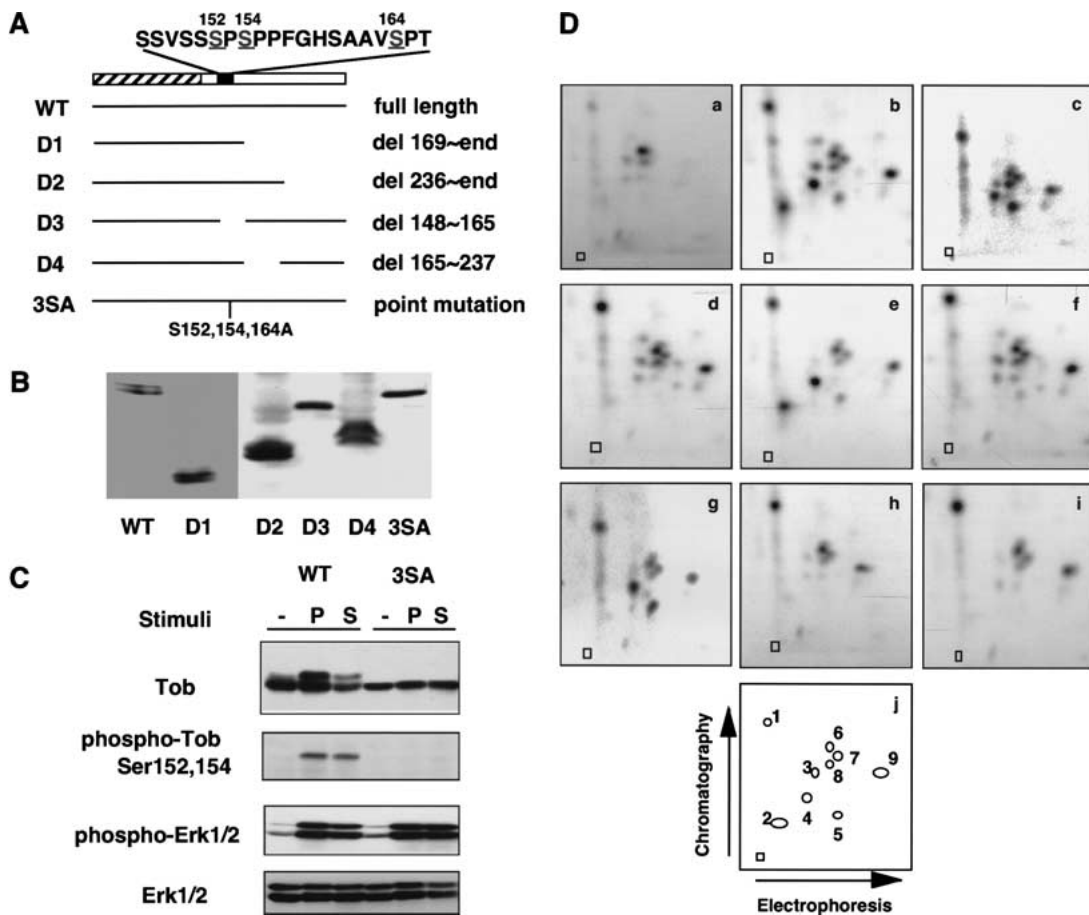 A
152 154 164
SSVSSSPSPPFGHSAAVSPT
WT full length
D1 del 169~end
D2 del 236~end
D3 del 148~165
D4 del 165~237
3SA point mutation
S152,154,164A
B
WT D1 D2 D3 D4 3SA
C
WT 3SA
Stimuli - P S - P S
Tob
phospho-Tob
Ser152,154
phospho-Erk1/2
Erk1/2
D
a b c
d e f
g h i
j
1
6
7
3 8 9
2 4
5
Chromatography
Electrophoresis